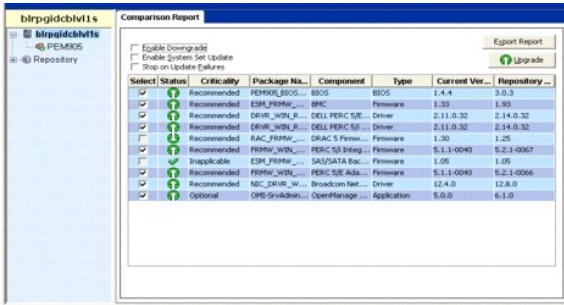 blrpgidcblvl1s
Comparison Report
blrpgidcblvl1s
PEM905
Repository
Enable Downgrade
Enable System Set Update
Stop on Update Failures
Export Report
Upgrade
Select Status Criticality Package Na... Component Type Current Ver... Repository ...
Recommended PEM905_BIOS... BIOS BIOS 1.4.4 3.0.3
Recommended ESM_FRMW_... BMC Firmware 1.33 1.93
Recommended DRVR_WIN_R... DELL PERC 5/E... Driver 2.11.0.32 2.14.0.32
Recommended DRVR_WIN_R... DELL PERC 5/i ... Driver 2.11.0.32 2.14.0.32
Recommended RAC_FRMW_... DRAC 5 Firmw... Firmware 1.30 1.25
Recommended FRMW_WIN_... PERC 5/i Integ... Firmware 5.1.1-0040 5.2.1-0067
Inapplicable ESM_FRMW_... SAS/SATA Bac... Firmware 1.05 1.05
Recommended FRMW_WIN_... PERC 5/E Ada... Firmware 5.1.1-0040 5.2.1-0066
Recommended NIC_DRVR_W... Broadcom Net... Driver 12.4.0 12.8.0
Optional OMI-SrvAdmin... OpenManage ... Application 5.0.0 6.1.0